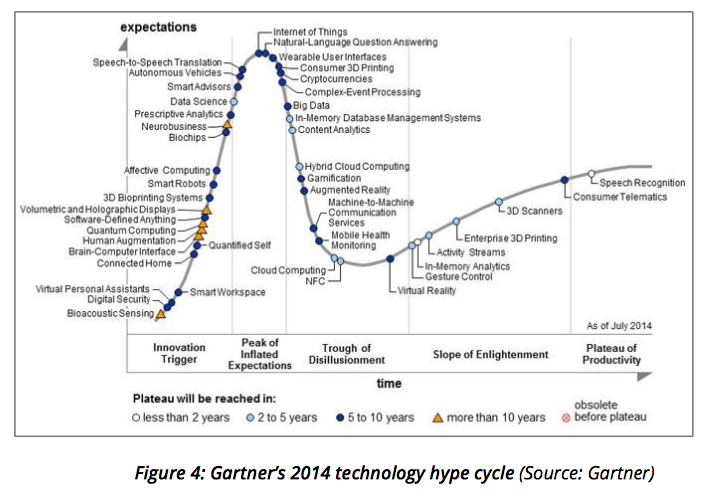 expectations
Internet of Things
Natural-Language Question Answering
Wearable User Interfaces
Consumer 3D Printing
Cryptocurrencies
Complex-Event Processing
Big Data
In-Memory Database Management Systems
Content Analytics
Speech-to-Speech Translation
Autonomous Vehicles
Smart Advisors
Data Science
Prescriptive Analytics
Neurobusiness
Biochips
Affective Computing
Smart Robots
3D Bioprinting Systems
Volumetric and Holographic Displays
Software-Defined Anything
Quantum Computing
Human Augmentation
Brain-Computer Interface
Connected Home
Quantified Self
Virtual Personal Assistants
Smart Workspace
Digital Security
Bioacoustic Sensing
Hybrid Cloud Computing
Gamification
Augmented Reality
Machine-to-Machine
Communication
Services
Mobile Health
Monitoring
Cloud Computing
NFC
Virtual Reality
Gesture Control
In-Memory Analytics
Activity Streams
Enterprise 3D Printing
3D Scanners
Consumer Telematics
Speech Recognition
As of July 2014
Innovation
Trigger
Peak of
Inflated
Expectations
Trough of
Disillusionment
Slope of Enlightenment
Plateau of
Productivity
time
Plateau will be reached in:
less than 2 years
2 to 5 years
5 to 10 years
more than 10 years
obsolete
before plateau
Figure 4: Gartner's 2014 technology hype cycle (Source: Gartner)